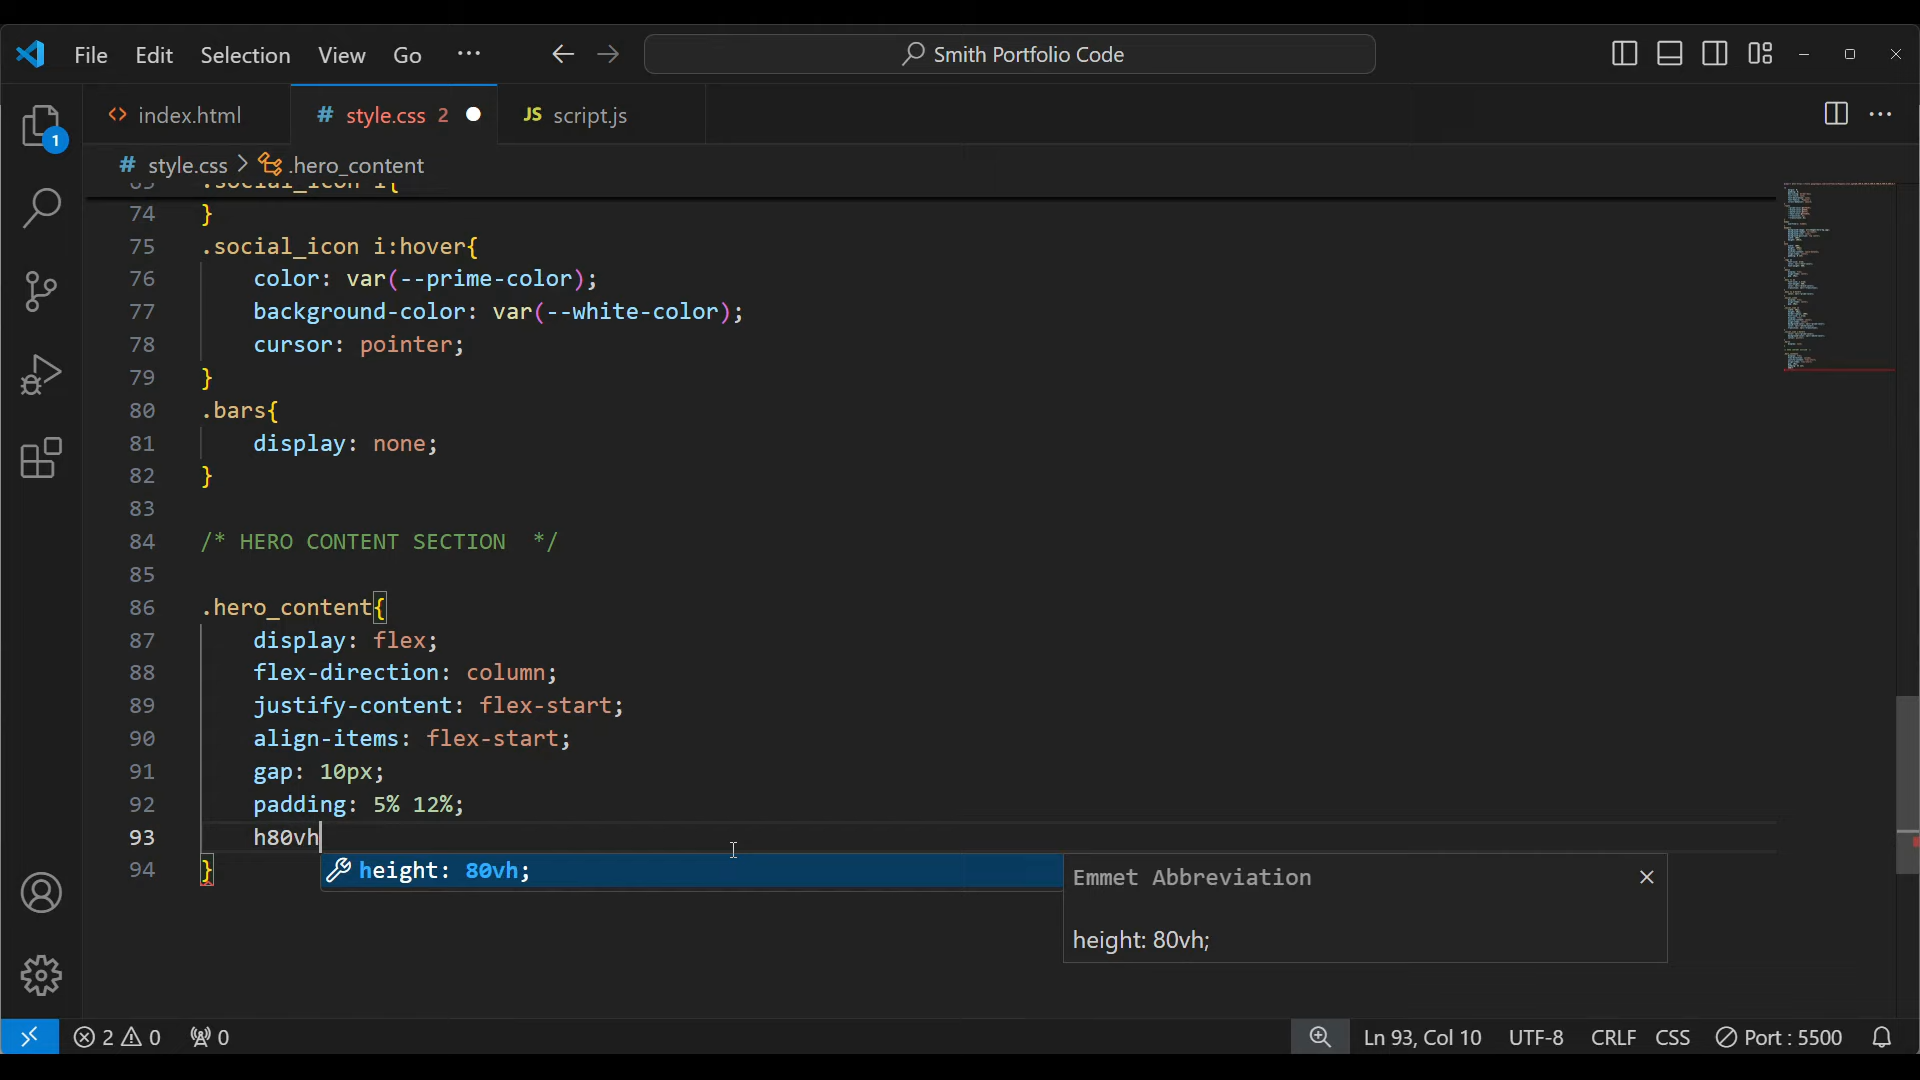 File Edit Selection View Go ···
Smith Portfolio Code
1
<> index.html
# style.css 2
JS script.js
# style.css > .hero_content
63 .social_icon i{
74 }
75 .social_icon i:hover{
76 color: var(--prime-color);
77 background-color: var(--white-color);
78 cursor: pointer;
79 }
80 .bars{
81 display: none;
82 }
83
84 /* HERO CONTENT SECTION  */
85
86 .hero_content{
87 display: flex;
88 flex-direction: column;
89 justify-content: flex-start;
90 align-items: flex-start;
91 gap: 10px;
92 padding: 5% 12%;
93 h80vh
94 }
height: 80vh;
Emmet Abbreviation
height: 80vh;
2 0 0
Ln 93, Col 10 UTF-8 CRLF CSS Port : 5500